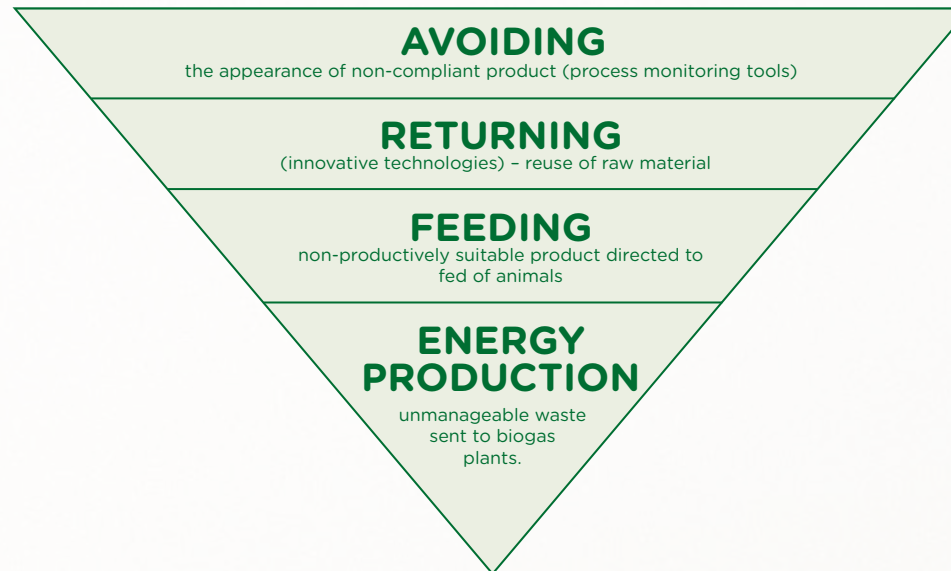 AVOIDING
the appearance of non-compliant product (process monitoring tools)
RETURNING
(innovative technologies) – reuse of raw material
FEEDING
non-productively suitable product directed to
fed of animals
ENERGY
PRODUCTION
unmanageable waste
sent to biogas
plants.